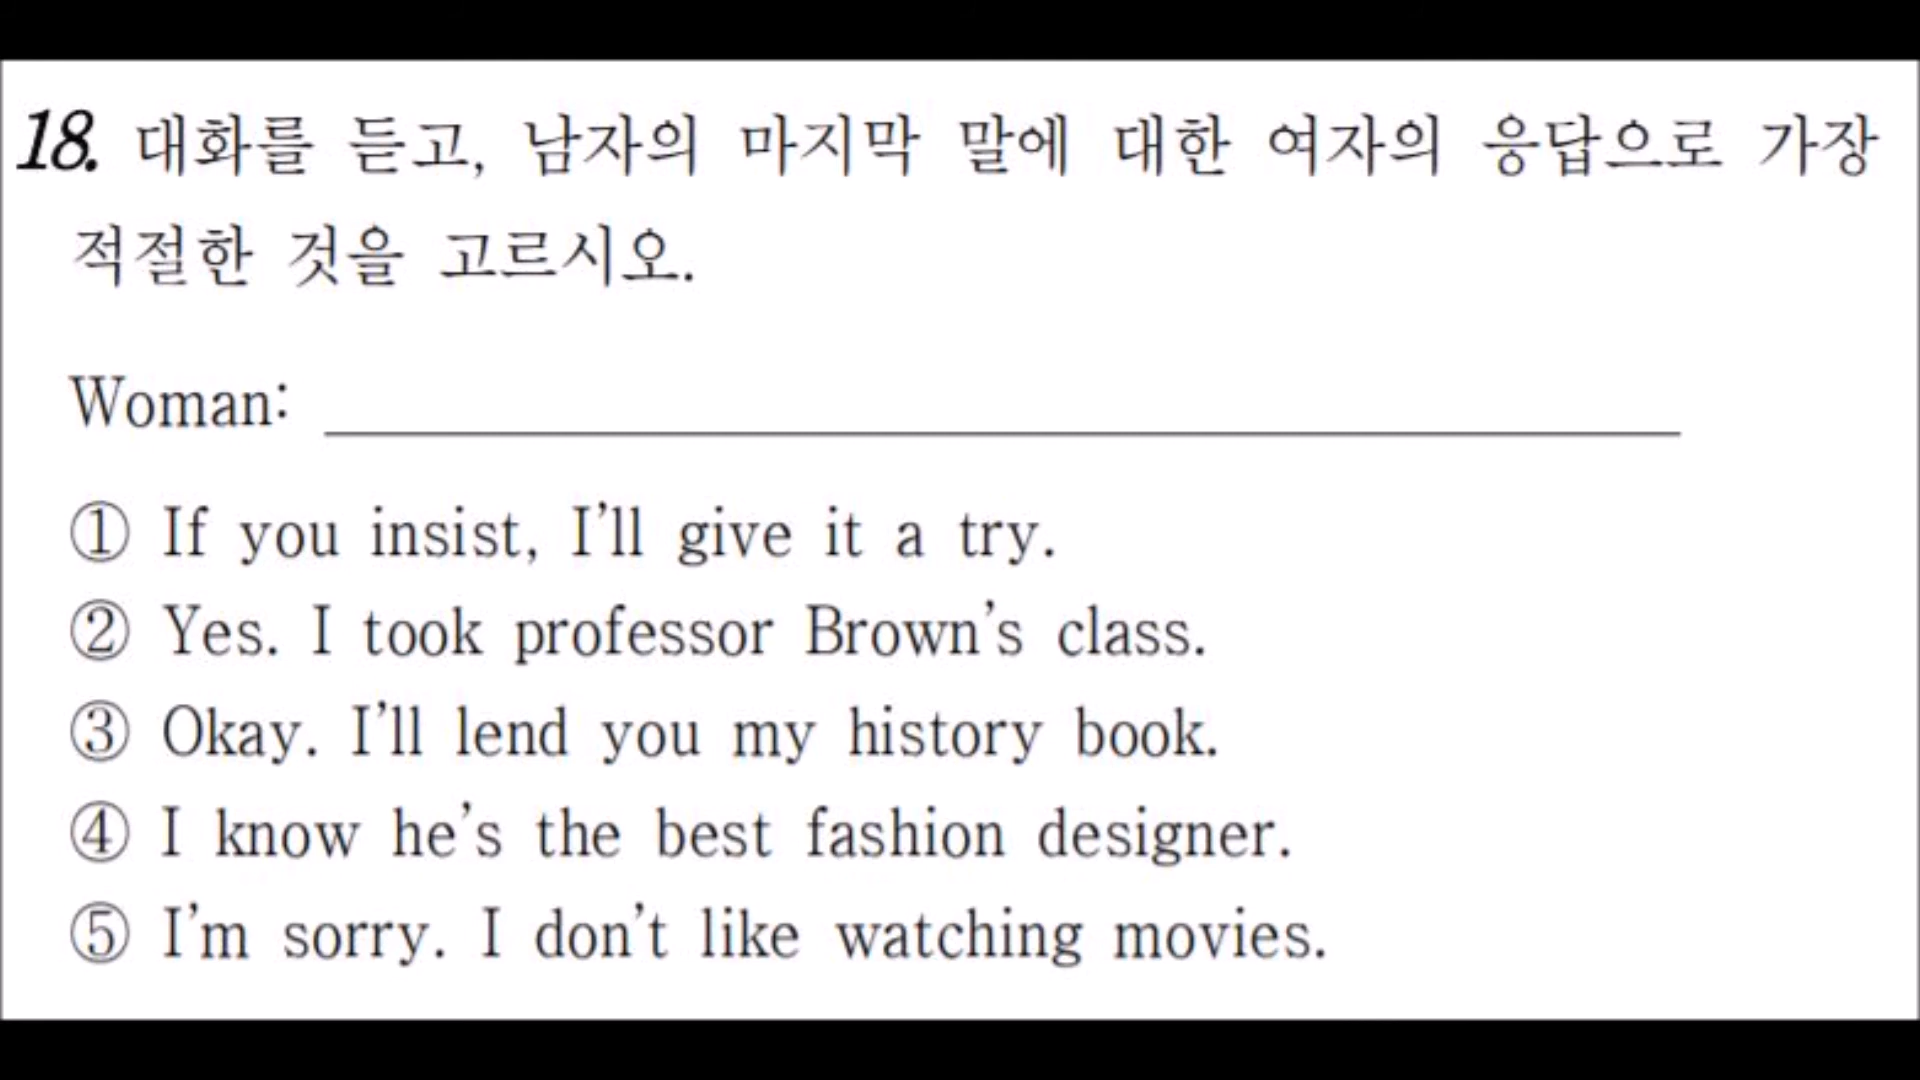 18. 대화를 듣고, 남자의 마지막 말에 대한 여자의 응답으로 가장
적절한 것을 고르시오.
Woman: ____________________
① If you insist, I'll give it a try.
② Yes. I took professor Brown's class.
③ Okay. I'll lend you my history book.
④ I know he's the best fashion designer.
⑤ I'm sorry. I don't like watching movies.